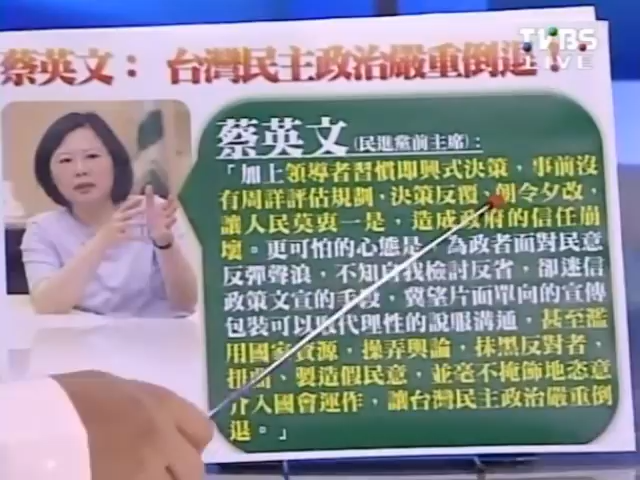 TVBS
LIVE
蔡英文： 台灣民主政治嚴重倒退！
蔡英文(民進黨前主席)：
「加上領導者習慣即興式決策，事前沒
有周詳評估規劃，決策反覆、朝令夕改，
讓人民莫衷一是，造成政府的信任崩
壞。更可怕的心態是，為政者面對民意
反彈聲浪，不知自我檢討反省，卻迷信
政策文宣的手段，冀望片面單向的宣傳
包裝可以取代理性的說服溝通，甚至濫
用國家資源，操弄輿論，抹黑反對者，
扭曲、製造假民意，並毫不掩飾地恣意
介入國會運作，讓台灣民主政治嚴重倒
退。」